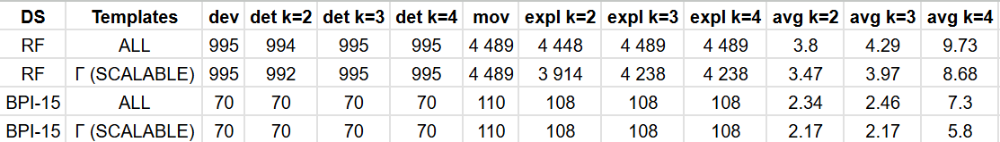 DS Templates dev det k=2 det k=3 det k=4 mov expl k=2 expl k=3 expl k=4 avg k=2 avg k=3 avg k=4
RF ALL 995 994 995 995 4 489 4 448 4 489 4 489 3.8 4.29 9.73
RF Γ (SCALABLE) 995 992 995 995 4 489 3 914 4 238 4 238 3.47 3.97 8.68
BPI-15 ALL 70 70 70 70 110 108 108 108 2.34 2.46 7.3
BPI-15 Γ (SCALABLE) 70 70 70 70 110 108 108 108 2.17 2.17 5.8